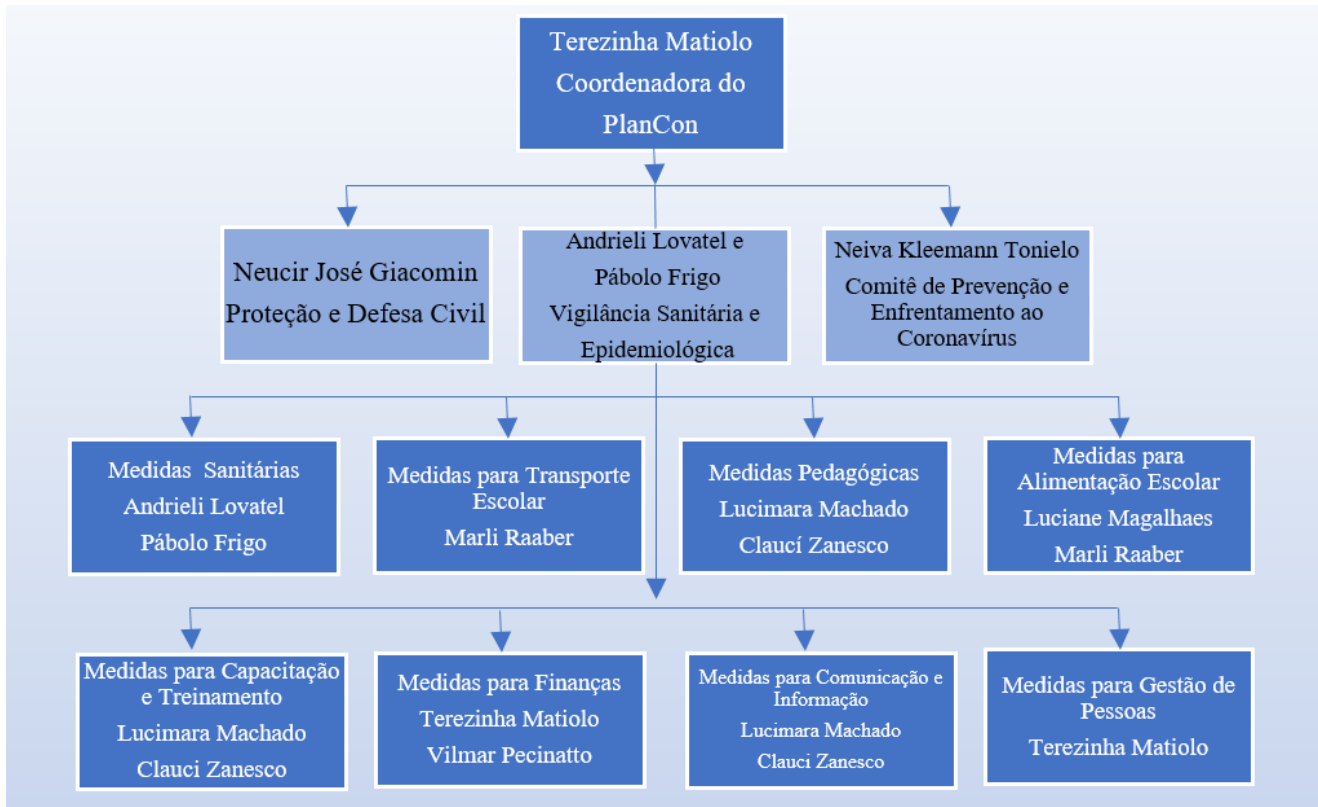 Terezinha Matiolo
Coordenadora do
PlanCon
Neucir José Giacomin
Proteção e Defesa Civil
Andrieli Lovatel e
Pábolo Frigo
Vigilância Sanitária e
Epidemiológica
Neiva Kleemann Tonielo
Comitê de Prevenção e
Enfrentamento ao
Coronavírus
Medidas Sanitárias
Andrieli Lovatel
Pábolo Frigo
Medidas para Transporte
Escolar
Marli Raaber
Medidas Pedagógicas
Lucimara Machado
Claucí Zanesco
Medidas para
Alimentação Escolar
Luciane Magalhaes
Marli Raaber
Medidas para Capacitação
e Treinamento
Lucimara Machado
Clauci Zanesco
Medidas para Finanças
Terezinha Matiolo
Vilmar Pecinatto
Medidas para Comunicação e
Informação
Lucimara Machado
Clauci Zanesco
Medidas para Gestão de
Pessoas
Terezinha Matiolo